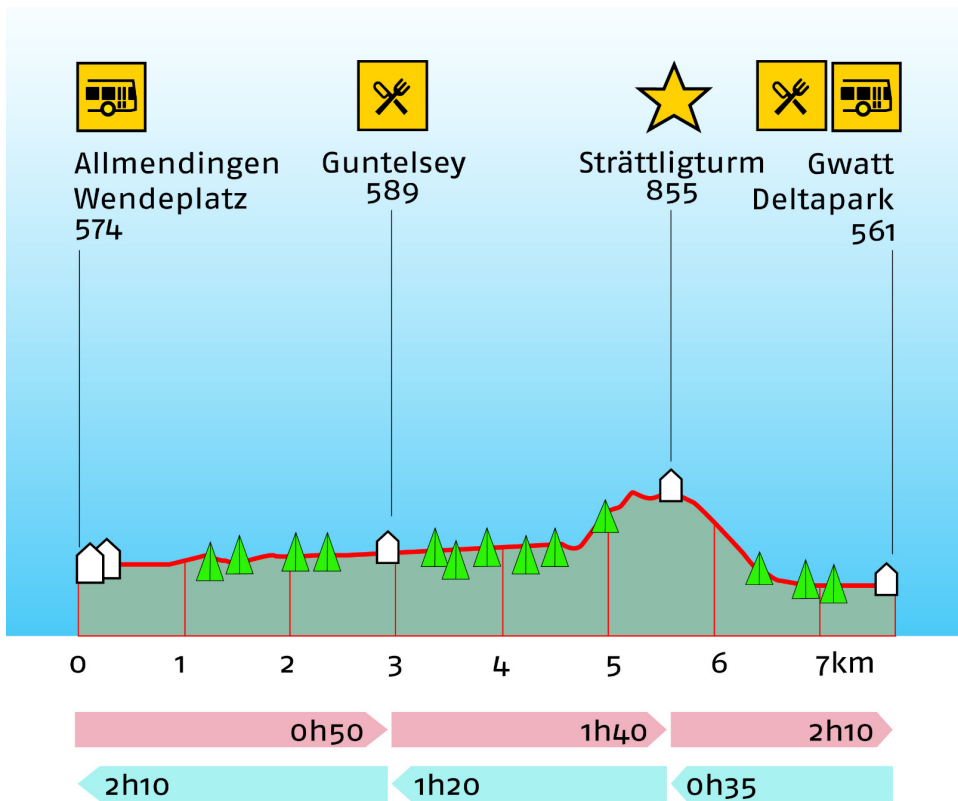 Allmendingen
Wendeplatz
574
Guntelsey
589
Strättligturm
855
Gwatt
Deltapark
561
0 1 2 3 4 5 6 7km
0h50 1h40 2h10
2h10 1h20 0h35